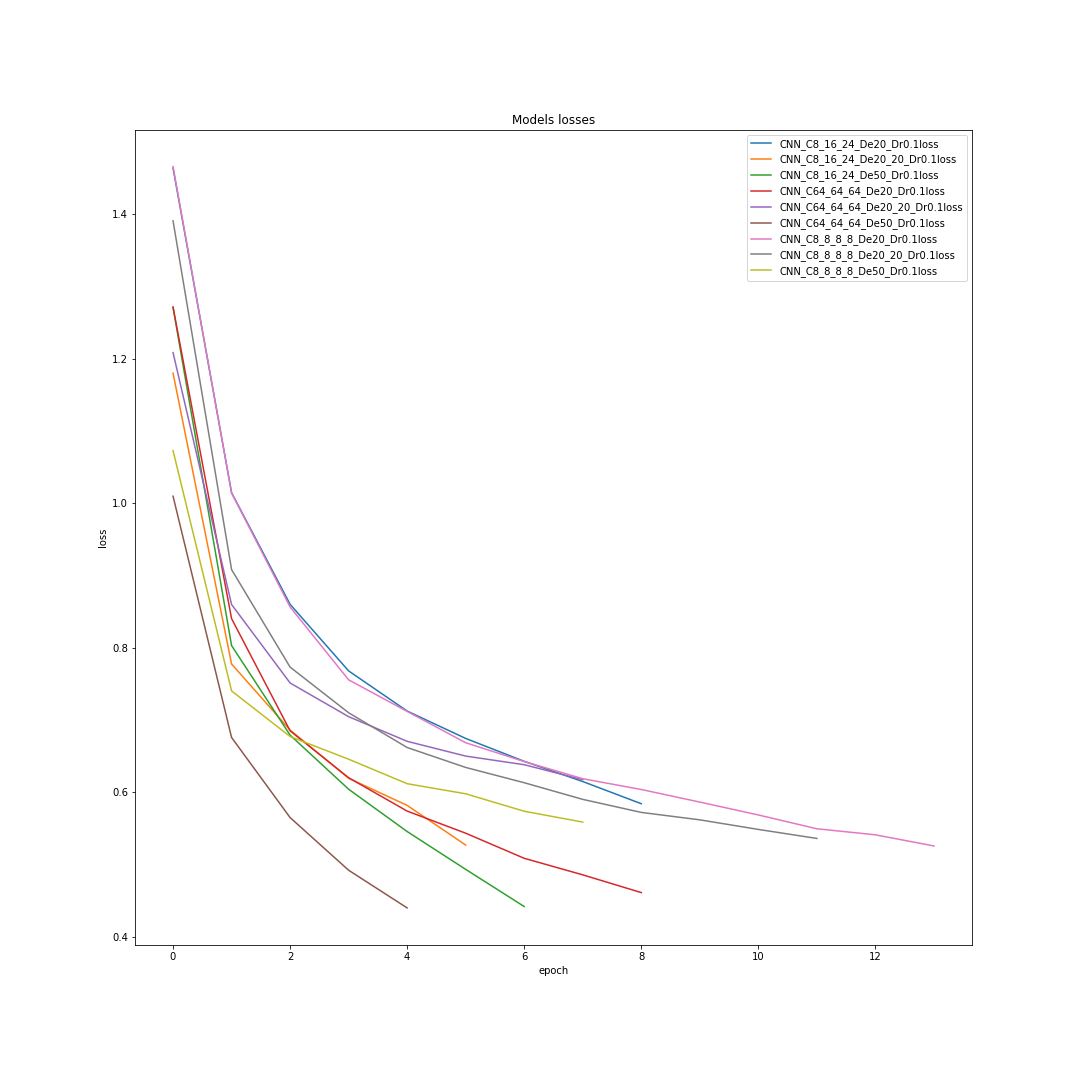 Models losses
CNN_C8_16_24_De20_Dr0.1loss
CNN_C8_16_24_De20_20_Dr0.1loss
CNN_C8_16_24_De50_Dr0.1loss
CNN_C64_64_64_De20_Dr0.1loss
CNN_C64_64_64_De20_20_Dr0.1loss
CNN_C64_64_64_De50_Dr0.1loss
CNN_C8_8_8_8_De20_Dr0.1loss
CNN_C8_8_8_8_De20_20_Dr0.1loss
CNN_C8_8_8_8_De50_Dr0.1loss
1.4
1.2
1.0
0.8
0.6
0.4
loss
0 2 4 6 8 10 12
epoch